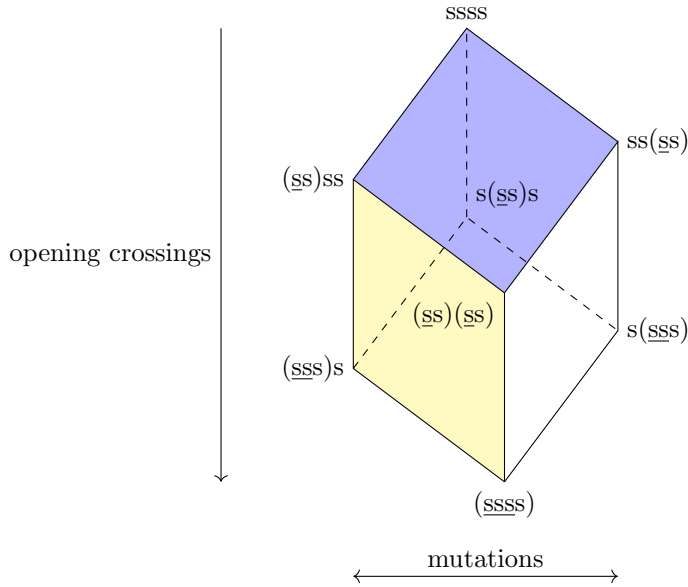 ssss
ss(s̲s)
(s̲s)ss
s(s̲s)s
opening crossings
(s̲s)(s̲s)
s(s̲s̲s)
(s̲s̲s)s
(s̲s̲s̲s)
mutations